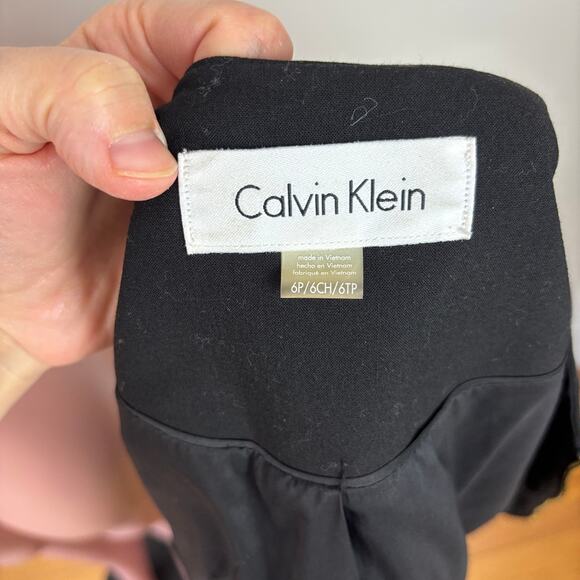 Calvin Klein
made in Vietnam
hecho en Vietnam
fabriqué en Vietnam
6P/6CH/6TP